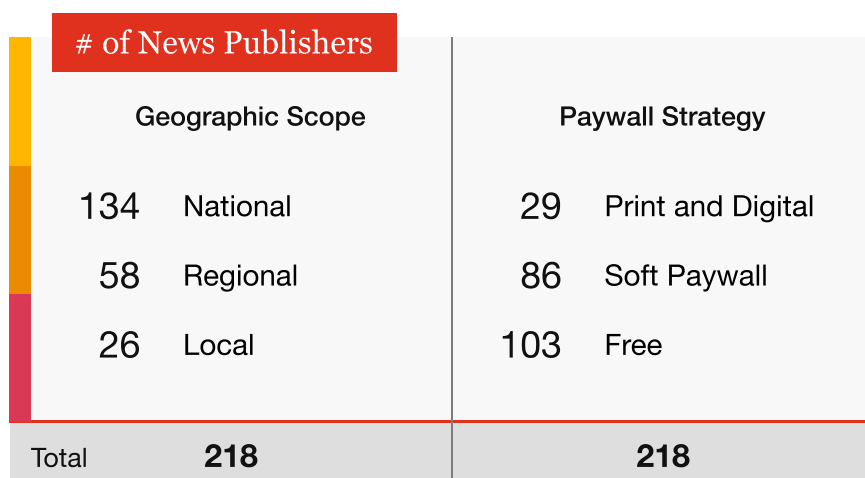 # of News Publishers
Geographic Scope
134 National
58 Regional
26 Local
Paywall Strategy
29 Print and Digital
86 Soft Paywall
103 Free
Total 218 218